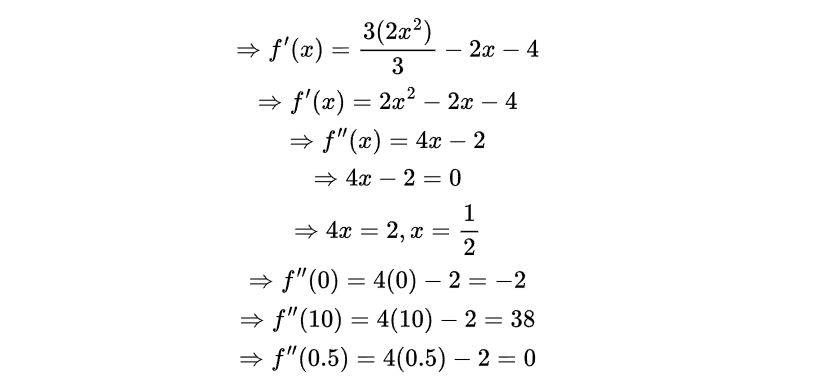 ⇒ f′(x) = 3(2x²)/3 − 2x − 4
⇒ f′(x) = 2x² − 2x − 4
⇒ f′′(x) = 4x − 2
⇒ 4x − 2 = 0
⇒ 4x = 2, x = 1/2
⇒ f′′(0) = 4(0) − 2 = −2
⇒ f′′(10) = 4(10) − 2 = 38
⇒ f′′(0.5) = 4(0.5) − 2 = 0